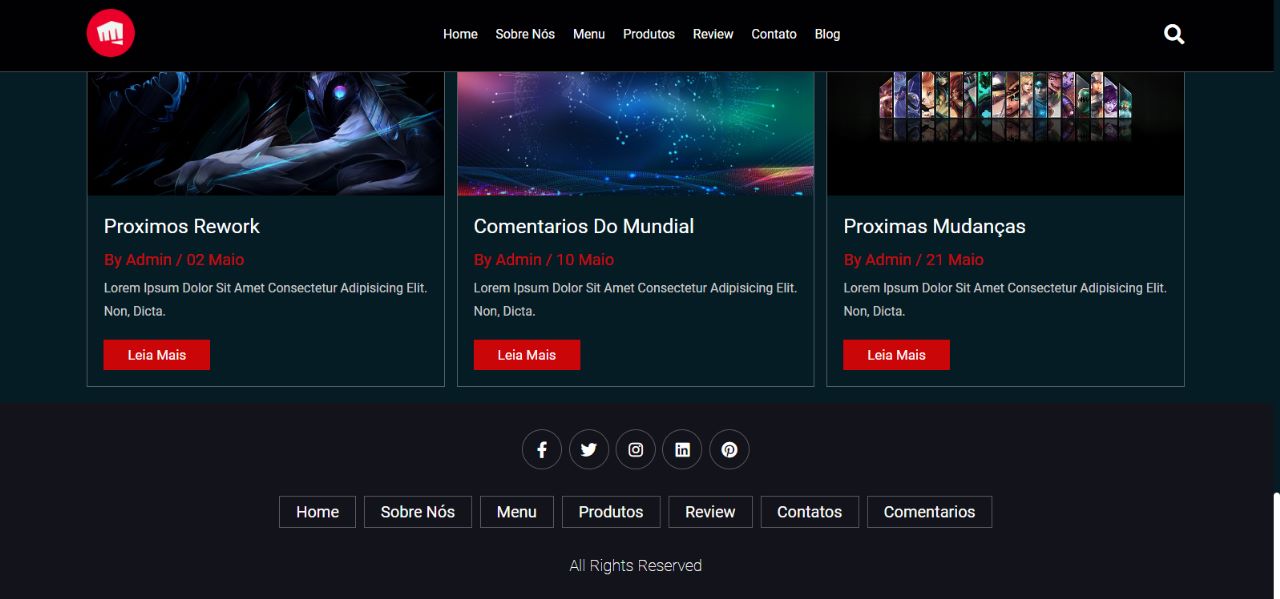 Home Sobre Nós Menu Produtos Review Contato Blog
Proximos Rework
By Admin / 02 Maio
Lorem Ipsum Dolor Sit Amet Consectetur Adipisicing Elit.
Non, Dicta.
Leia Mais
Comentarios Do Mundial
By Admin / 10 Maio
Lorem Ipsum Dolor Sit Amet Consectetur Adipisicing Elit.
Non, Dicta.
Leia Mais
Proximas Mudanças
By Admin / 21 Maio
Lorem Ipsum Dolor Sit Amet Consectetur Adipisicing Elit.
Non, Dicta.
Leia Mais
Home Sobre Nós Menu Produtos Review Contatos Comentarios
All Rights Reserved